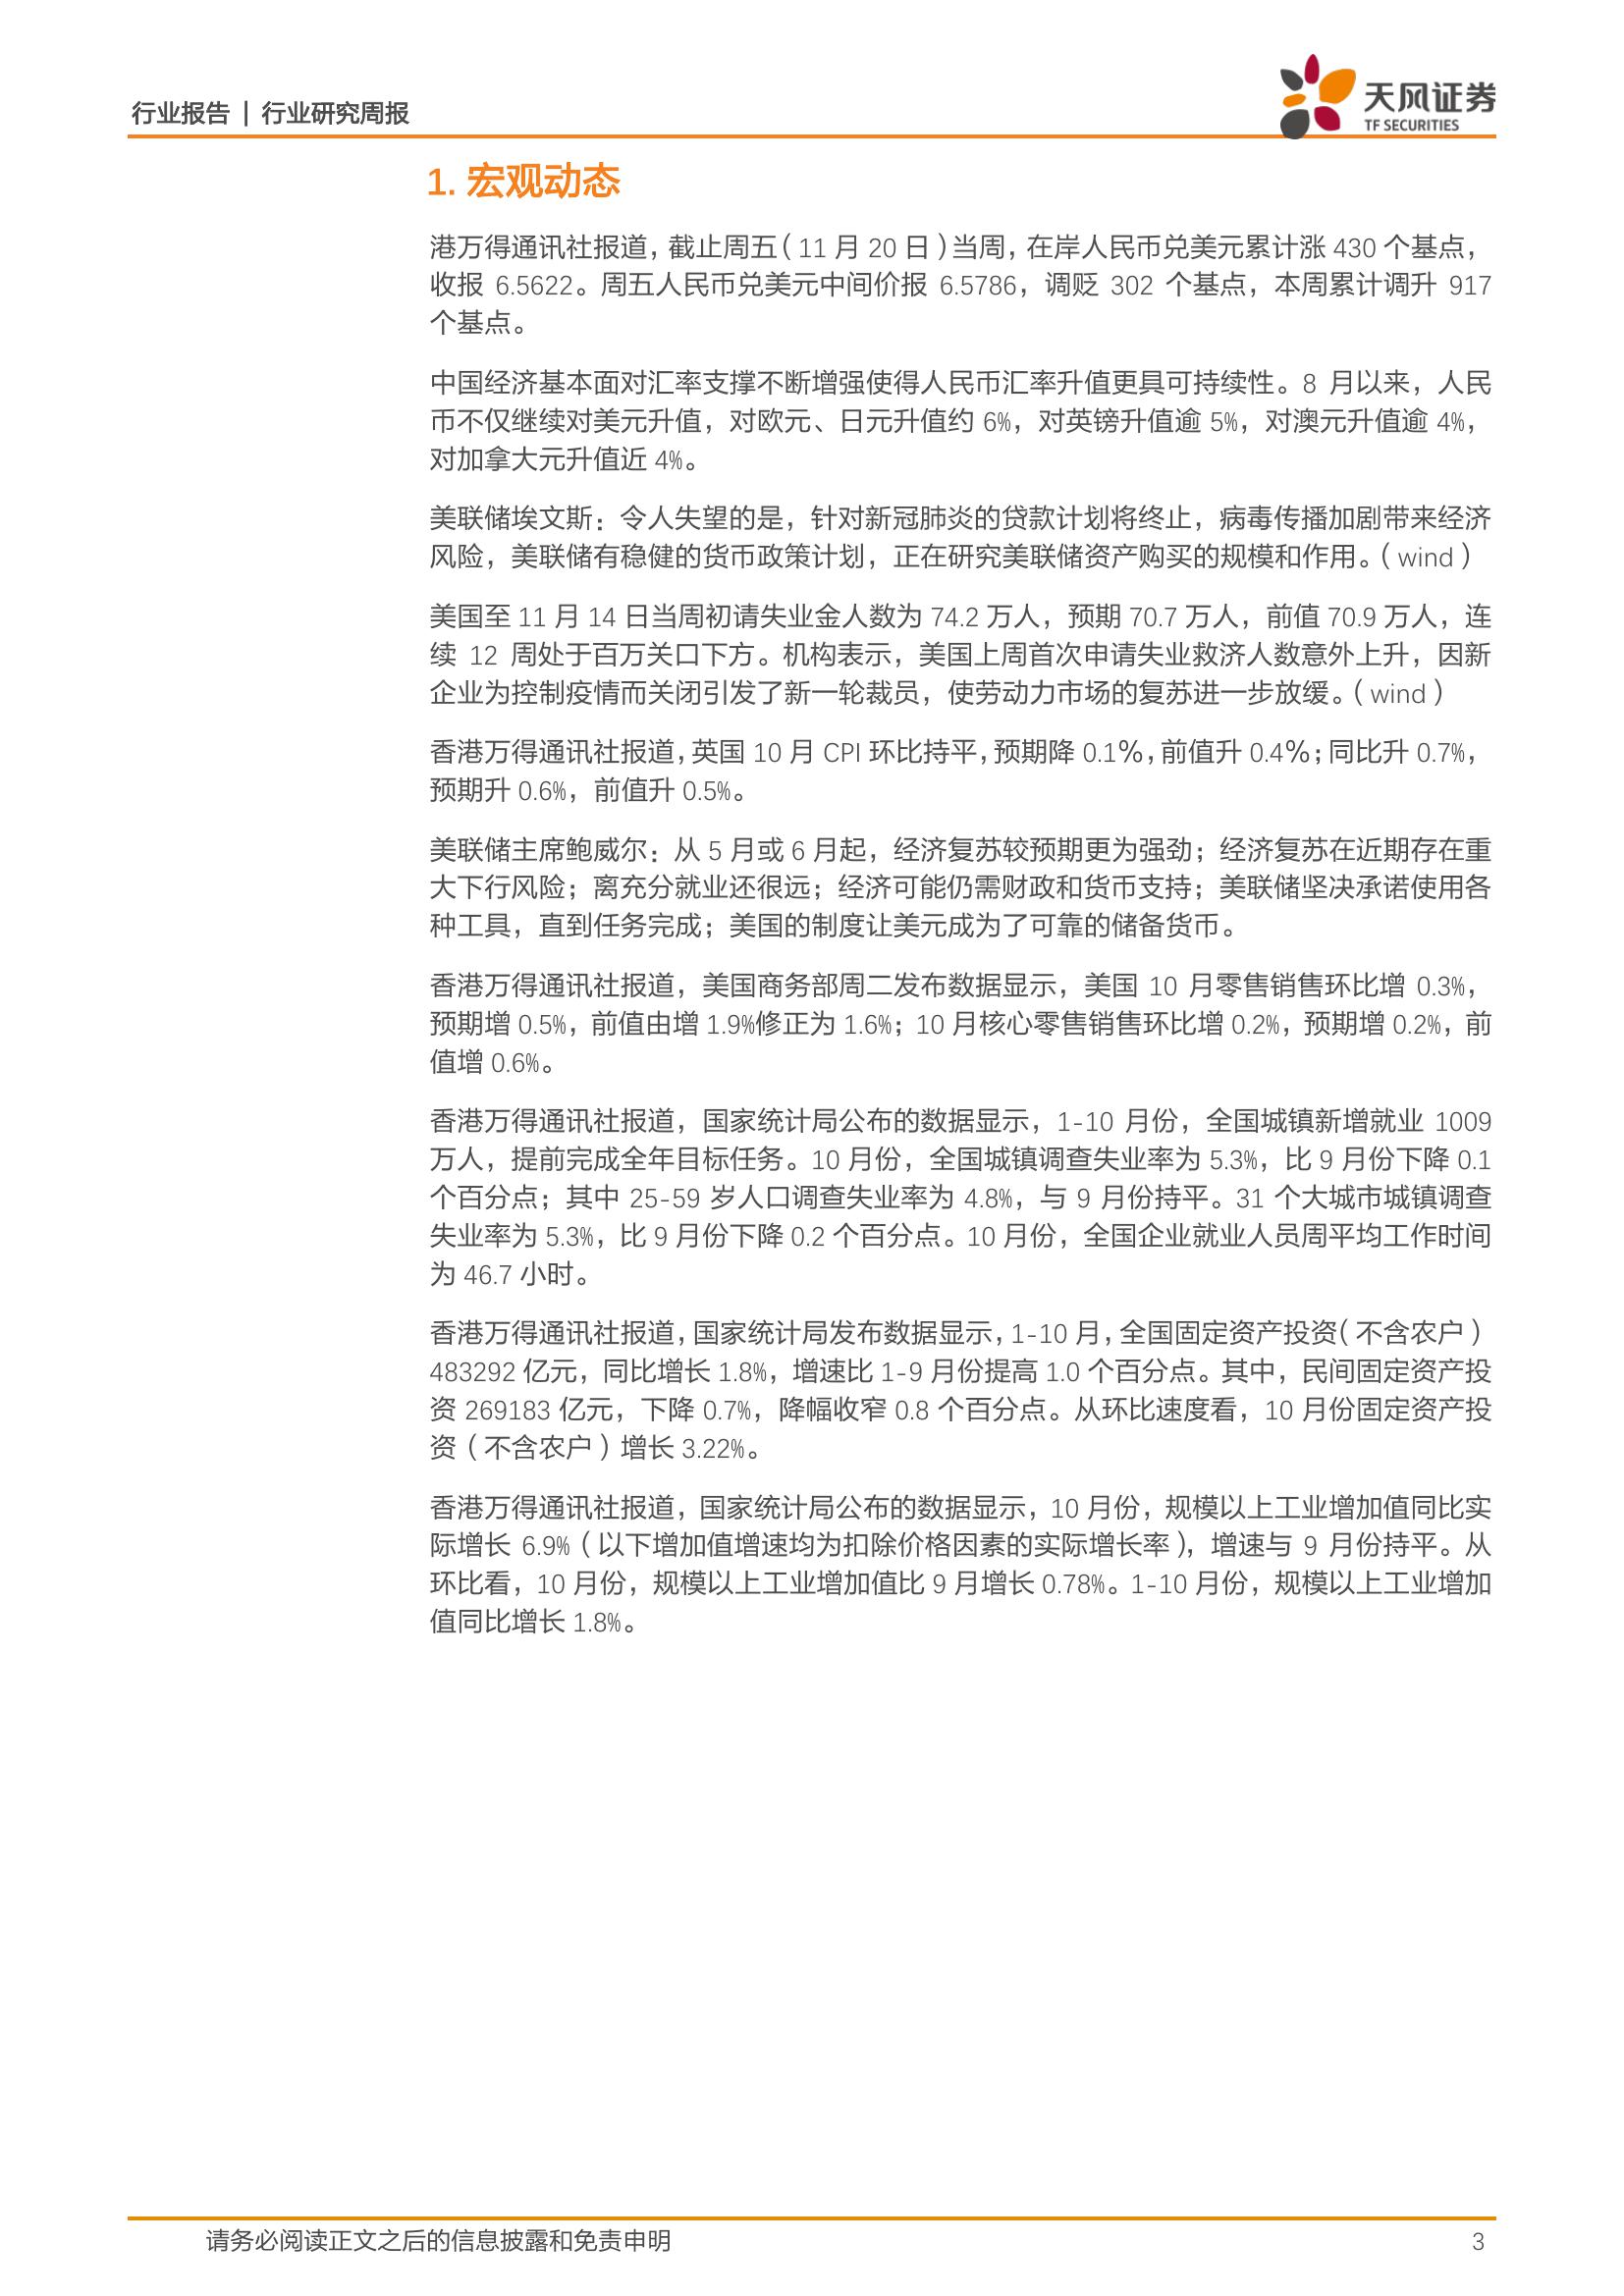 行业报告 | 行业研究周报
天风证券
TF SECURITIES
1. 宏观动态
港万得通讯社报道，截止周五（11 月 20 日）当周，在岸人民币兑美元累计涨 430 个基点，
收报 6.5622。周五人民币兑美元中间价报 6.5786，调贬 302 个基点，本周累计调升 917
个基点。
中国经济基本面对汇率支撑不断增强使得人民币汇率升值更具可持续性。8 月以来，人民
币不仅继续对美元升值，对欧元、日元升值约 6%，对英镑升值逾 5%，对澳元升值逾 4%，
对加拿大元升值近 4%。
美联储埃文斯：令人失望的是，针对新冠肺炎的贷款计划将终止，病毒传播加剧带来经济
风险，美联储有稳健的货币政策计划，正在研究美联储资产购买的规模和作用。（wind）
美国至 11 月 14 日当周初请失业金人数为 74.2 万人，预期 70.7 万人，前值 70.9 万人，连
续 12 周处于百万关口下方。机构表示，美国上周首次申请失业救济人数意外上升，因新
企业为控制疫情而关闭引发了新一轮裁员，使劳动力市场的复苏进一步放缓。（wind）
香港万得通讯社报道，英国 10 月 CPI 环比持平，预期降 0.1％，前值升 0.4％；同比升 0.7%，
预期升 0.6%，前值升 0.5%。
美联储主席鲍威尔：从 5 月或 6 月起，经济复苏较预期更为强劲；经济复苏在近期存在重
大下行风险；离充分就业还很远；经济可能仍需财政和货币支持；美联储坚决承诺使用各
种工具，直到任务完成；美国的制度让美元成为了可靠的储备货币。
香港万得通讯社报道，美国商务部周二发布数据显示，美国 10 月零售销售环比增 0.3%，
预期增 0.5%，前值由增 1.9%修正为 1.6%；10 月核心零售销售环比增 0.2%，预期增 0.2%，前
值增 0.6%。
香港万得通讯社报道，国家统计局公布的数据显示，1-10 月份，全国城镇新增就业 1009
万人，提前完成全年目标任务。10 月份，全国城镇调查失业率为 5.3%，比 9 月份下降 0.1
个百分点；其中 25-59 岁人口调查失业率为 4.8%，与 9 月份持平。31 个大城市城镇调查
失业率为 5.3%，比 9 月份下降 0.2 个百分点。10 月份，全国企业就业人员周平均工作时间
为 46.7 小时。
香港万得通讯社报道，国家统计局发布数据显示，1-10 月，全国固定资产投资（不含农户）
483292 亿元，同比增长 1.8%，增速比 1-9 月份提高 1.0 个百分点。其中，民间固定资产投
资 269183 亿元，下降 0.7%，降幅收窄 0.8 个百分点。从环比速度看，10 月份固定资产投
资（不含农户）增长 3.22%。
香港万得通讯社报道，国家统计局公布的数据显示，10 月份，规模以上工业增加值同比实
际增长 6.9%（以下增加值增速均为扣除价格因素的实际增长率），增速与 9 月份持平。从
环比看，10 月份，规模以上工业增加值比 9 月增长 0.78%。1-10 月份，规模以上工业增加
值同比增长 1.8%。
请务必阅读正文之后的信息披露和免责申明 3